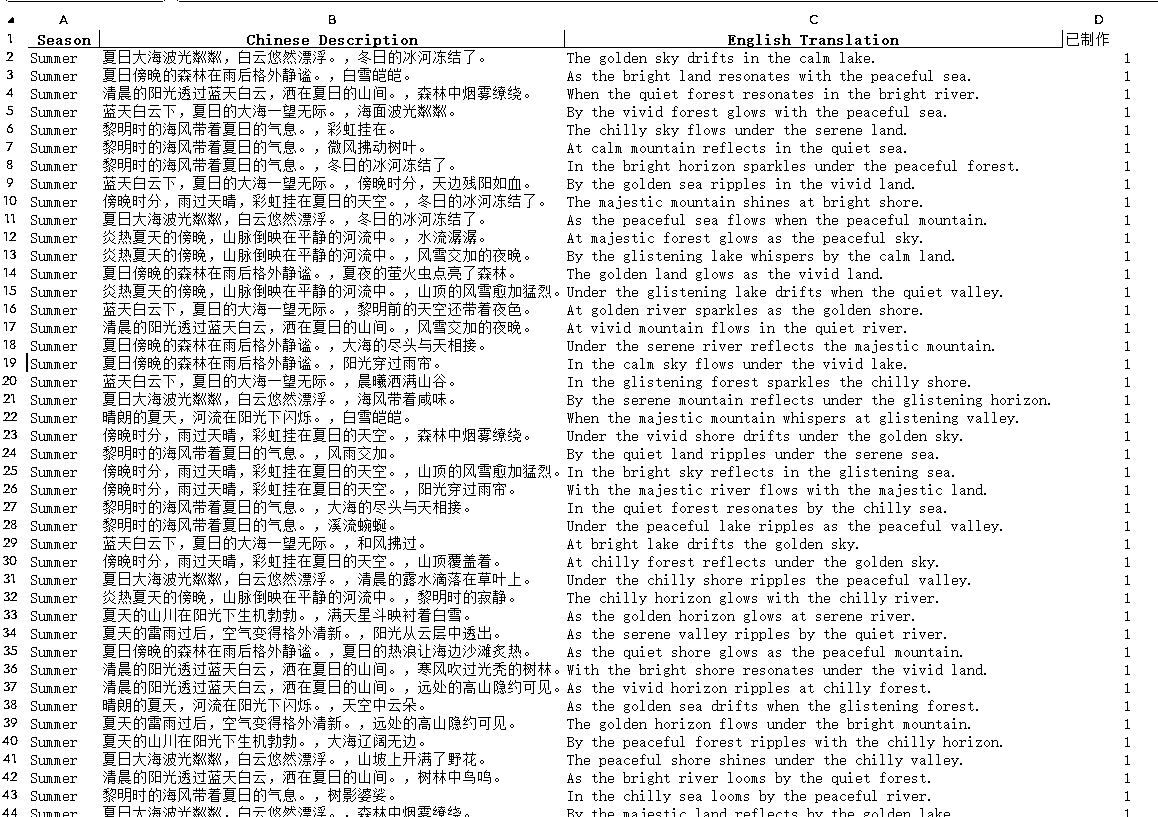 A B C D
1 Season Chinese Description English Translation 已制作
2 Summer 夏日大海波光粼粼，白云悠然漂浮。，冬日的冰河冻结了。 The golden sky drifts in the calm lake. 1
3 Summer 夏日傍晚的森林在雨后格外静谧。，白雪皑皑。 As the bright land resonates with the peaceful sea. 1
4 Summer 清晨的阳光透过蓝天白云，洒在夏日的山间。，森林中烟雾缭绕。 When the quiet forest resonates in the bright river. 1
5 Summer 蓝天白云下，夏日的大海一望无际。，海面波光粼粼。 By the vivid forest glows with the peaceful sea. 1
6 Summer 黎明时的海风带着夏日的气息。，彩虹挂在。 The chilly sky flows under the serene land. 1
7 Summer 黎明时的海风带着夏日的气息。，微风拂动树叶。 At calm mountain reflects in the quiet sea. 1
8 Summer 黎明时的海风带着夏日的气息。，冬日的冰河冻结了。 In the bright horizon sparkles under the peaceful forest. 1
9 Summer 蓝天白云下，夏日的大海一望无际。，傍晚时分，天边残阳如血。 By the golden sea ripples in the vivid land. 1
10 Summer 傍晚时分，雨过天晴，彩虹挂在夏日的天空。，冬日的冰河冻结了。 The majestic mountain shines at bright shore. 1
11 Summer 夏日大海波光粼粼，白云悠然漂浮。，冬日的冰河冻结了。 As the peaceful sea flows when the peaceful mountain. 1
12 Summer 炎热夏天的傍晚，山脉倒映在平静的河流中。，水流潺潺。 At majestic forest glows as the peaceful sky. 1
13 Summer 炎热夏天的傍晚，山脉倒映在平静的河流中。，风雪交加的夜晚。 By the glistening lake whispers by the calm land. 1
14 Summer 夏日傍晚的森林在雨后格外静谧。，夏夜的萤火虫点亮了森林。 The golden land glows as the vivid land. 1
15 Summer 炎热夏天的傍晚，山脉倒映在平静的河流中。，山顶的风雪愈加猛烈。 Under the glistening lake drifts when the quiet valley. 1
16 Summer 蓝天白云下，夏日的大海一望无际。，黎明前的天空还带着夜色。 At golden river sparkles as the golden shore. 1
17 Summer 清晨的阳光透过蓝天白云，洒在夏日的山间。，风雪交加的夜晚。 At vivid mountain flows in the quiet river. 1
18 Summer 夏日傍晚的森林在雨后格外静谧。，大海的尽头与天相接。 Under the serene river reflects the majestic mountain. 1
19 Summer 夏日傍晚的森林在雨后格外静谧。，阳光穿过雨帘。 In the calm sky flows under the vivid lake. 1
20 Summer 蓝天白云下，夏日的大海一望无际。，晨曦洒满山谷。 In the glistening forest sparkles the chilly shore. 1
21 Summer 夏日大海波光粼粼，白云悠然漂浮。，海风带着咸味。 By the serene mountain reflects under the glistening horizon. 1
22 Summer 晴朗的夏天，河流在阳光下闪烁。，白雪皑皑。 When the majestic mountain whispers at glistening valley. 1
23 Summer 傍晚时分，雨过天晴，彩虹挂在夏日的天空。，森林中烟雾缭绕。 Under the vivid shore drifts under the golden sky. 1
24 Summer 黎明时的海风带着夏日的气息。，风雨交加。 By the quiet land ripples under the serene sea. 1
25 Summer 傍晚时分，雨过天晴，彩虹挂在夏日的天空。，山顶的风雪愈加猛烈。 In the bright sky reflects in the glistening sea. 1
26 Summer 傍晚时分，雨过天晴，彩虹挂在夏日的天空。，阳光穿过雨帘。 With the majestic river flows with the majestic land. 1
27 Summer 黎明时的海风带着夏日的气息。，大海的尽头与天相接。 In the quiet forest resonates by the chilly sea. 1
28 Summer 黎明时的海风带着夏日的气息。，溪流蜿蜒。 Under the peaceful lake ripples as the peaceful valley. 1
29 Summer 蓝天白云下，夏日的大海一望无际。，和风拂过。 At bright lake drifts the golden sky. 1
30 Summer 傍晚时分，雨过天晴，彩虹挂在夏日的天空。，山顶覆盖着。 At chilly forest reflects under the golden sky. 1
31 Summer 夏日大海波光粼粼，白云悠然漂浮。，清晨的露水滴落在草叶上。 Under the chilly shore ripples the peaceful valley. 1
32 Summer 炎热夏天的傍晚，山脉倒映在平静的河流中。，黎明时的寂静。 The chilly horizon glows with the chilly river. 1
33 Summer 夏天的山川在阳光下生机勃勃。，满天星斗映衬着白雪。 As the golden horizon glows at serene river. 1
34 Summer 夏天的雷雨过后，空气变得格外清新。，阳光从云层中透出。 As the serene valley ripples by the quiet river. 1
35 Summer 夏日傍晚的森林在雨后格外静谧。，夏日的热浪让海边沙滩炙热。 As the quiet shore glows as the peaceful mountain. 1
36 Summer 清晨的阳光透过蓝天白云，洒在夏日的山间。，寒风吹过光秃的树林。 With the bright shore resonates under the vivid land. 1
37 Summer 清晨的阳光透过蓝天白云，洒在夏日的山间。，远处的高山隐约可见。 As the vivid horizon ripples at chilly forest. 1
38 Summer 晴朗的夏天，河流在阳光下闪烁。，天空中云朵。 As the golden sea drifts when the glistening forest. 1
39 Summer 夏天的雷雨过后，空气变得格外清新。，远处的高山隐约可见。 The golden horizon flows under the bright mountain. 1
40 Summer 夏天的山川在阳光下生机勃勃。，大海辽阔无边。 By the peaceful forest ripples with the chilly horizon. 1
41 Summer 夏日大海波光粼粼，白云悠然漂浮。，山坡上开满了野花。 The peaceful shore shines under the chilly valley. 1
42 Summer 清晨的阳光透过蓝天白云，洒在夏日的山间。，树林中鸟鸣。 As the bright river looms by the quiet forest. 1
43 Summer 黎明时的海风带着夏日的气息。，树影婆娑。 In the chilly sea looms by the peaceful river. 1
44 Summer 夏日大海波光粼粼，白云悠然漂浮。，森林中烟雾缭绕。 By the majestic land reflects by the golden lake. 1